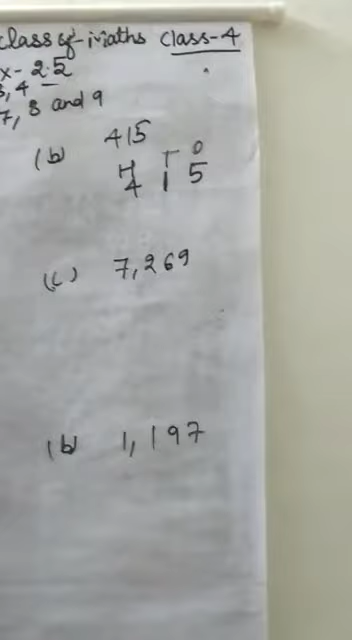 class of Maths Class-4
x-2.5
3,4
7, 8 and 9
(b) 415
H T O
4 1 5
(c) 7,269
(b) 1,197